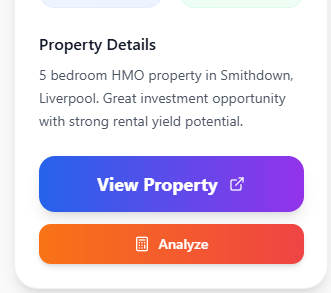 Property Details
5 bedroom HMO property in Smithdown,
Liverpool. Great investment opportunity
with strong rental yield potential.
View Property
Analyze